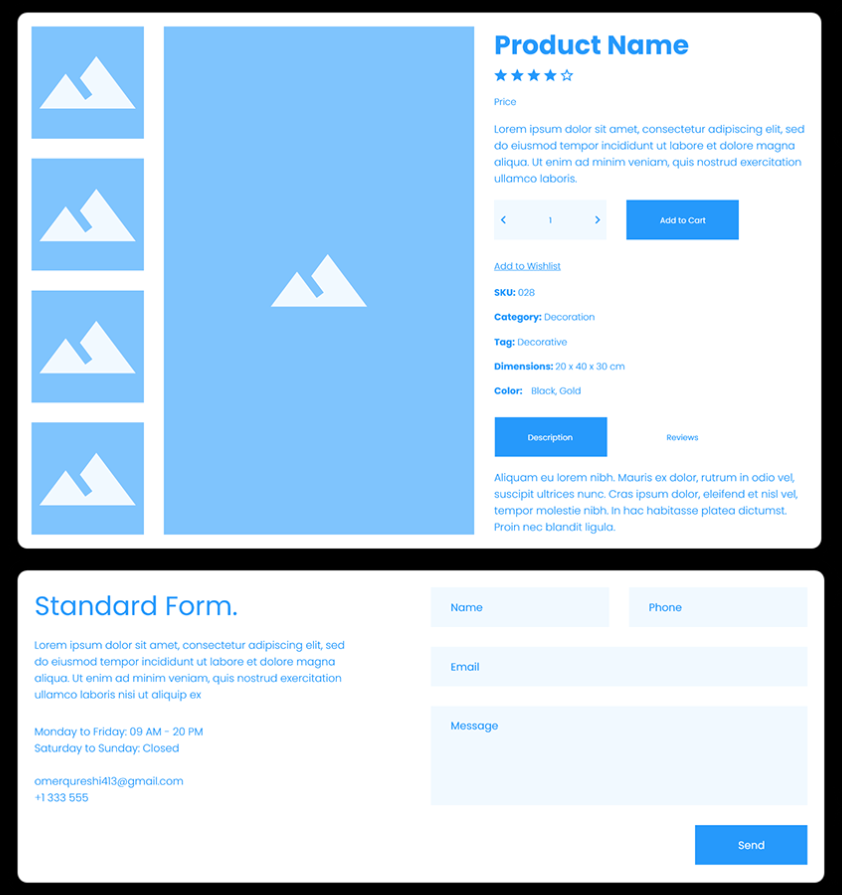 Product Name
Price
Lorem ipsum dolor sit amet, consectetur adipiscing elit, sed
do eiusmod tempor incididunt ut labore et dolore magna
aliqua. Ut enim ad minim veniam, quis nostrud exercitation
ullamco laboris.
1
Add to Cart
Add to Wishlist
SKU: 028
Category: Decoration
Tag: Decorative
Dimensions: 20 x 40 x 30 cm
Color: Black, Gold
Description
Reviews
Aliquam eu lorem nibh. Mauris ex dolor, rutrum in odio vel,
suscipit ultrices nunc. Cras ipsum dolor, eleifend et nisl vel,
tempor molestie nibh. In hac habitasse platea dictumst.
Proin nec blandit ligula.
Standard Form.
Lorem ipsum dolor sit amet, consectetur adipiscing elit, sed
do eiusmod tempor incididunt ut labore et dolore magna
aliqua. Ut enim ad minim veniam, quis nostrud exercitation
ullamco laboris nisi ut aliquip ex
Monday to Friday: 09 AM - 20 PM
Saturday to Sunday: Closed
omerqureshi413@gmail.com
+1 333 555
Name
Phone
Email
Message
Send